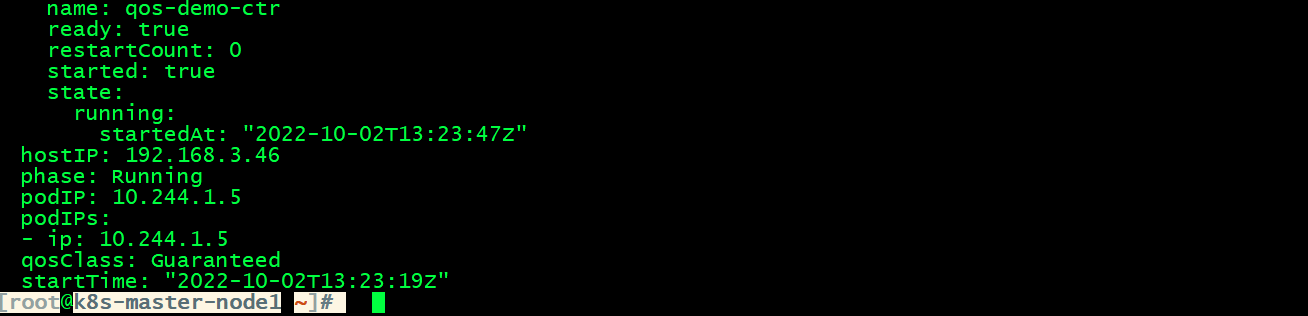 name: qos-demo-ctr
ready: true
restartCount: 0
started: true
state:
running:
startedAt: "2022-10-02T13:23:47Z"
hostIP: 192.168.3.46
phase: Running
podIP: 10.244.1.5
podIPs:
- ip: 10.244.1.5
qosClass: Guaranteed
startTime: "2022-10-02T13:23:19Z"
[root@k8s-master-node1 ~]#